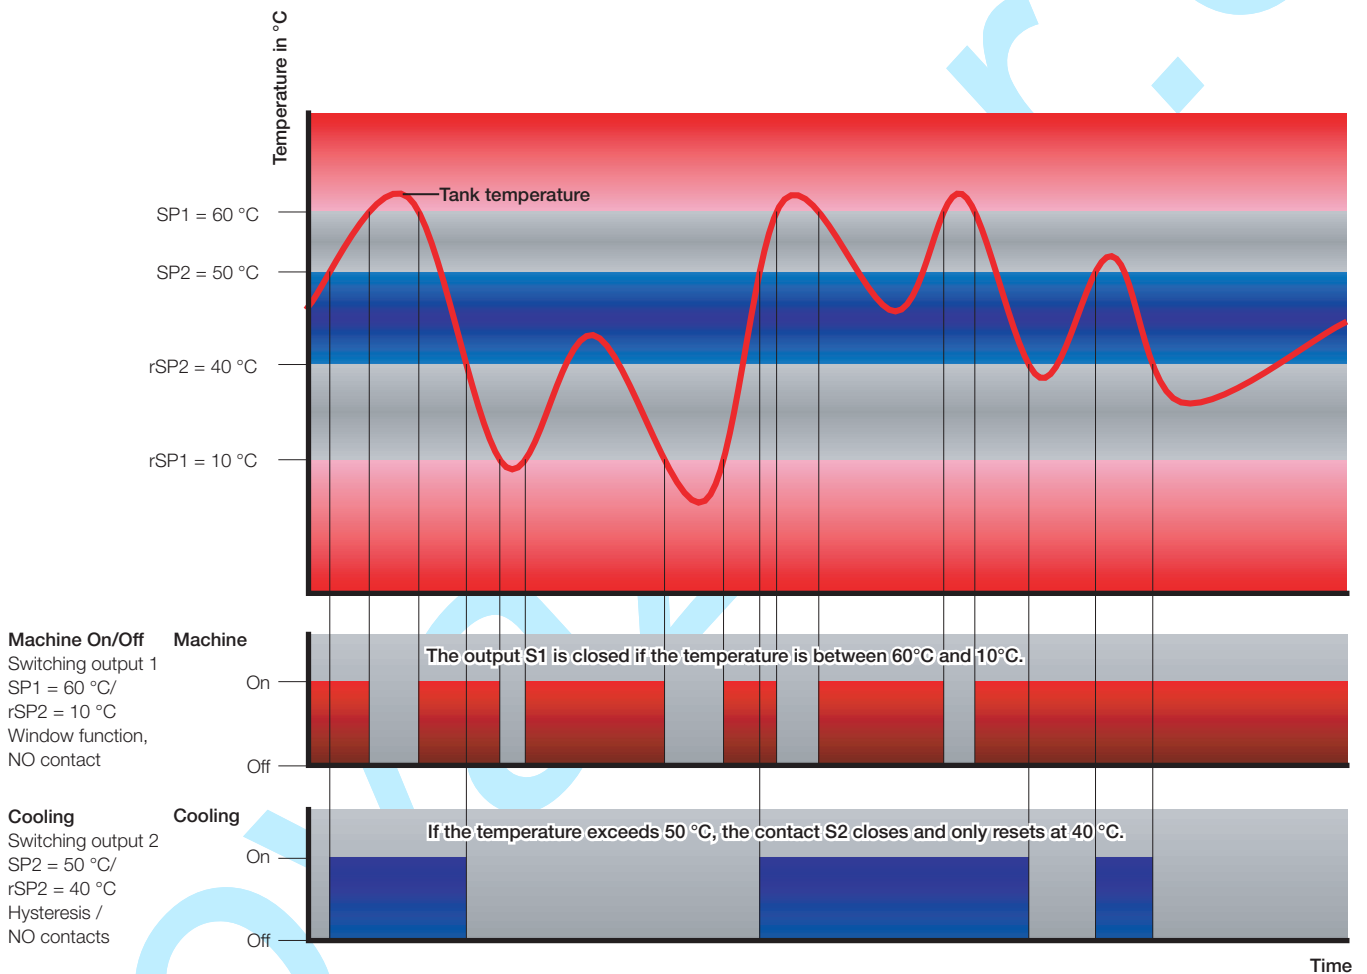 Temperature in °C
Tank temperature
SP1 = 60 °C
SP2 = 50 °C
rSP2 = 40 °C
rSP1 = 10 °C
Machine On/Off
Switching output 1
SP1 = 60 °C/
rSP2 = 10 °C
Window function,
NO contact
Machine
The output S1 is closed if the temperature is between 60°C and 10°C.
On
Off
Cooling
Switching output 2
SP2 = 50 °C/
rSP2 = 40 °C
Hysteresis /
NO contacts
Cooling
If the temperature exceeds 50 °C, the contact S2 closes and only resets at 40 °C.
On
Off
Time